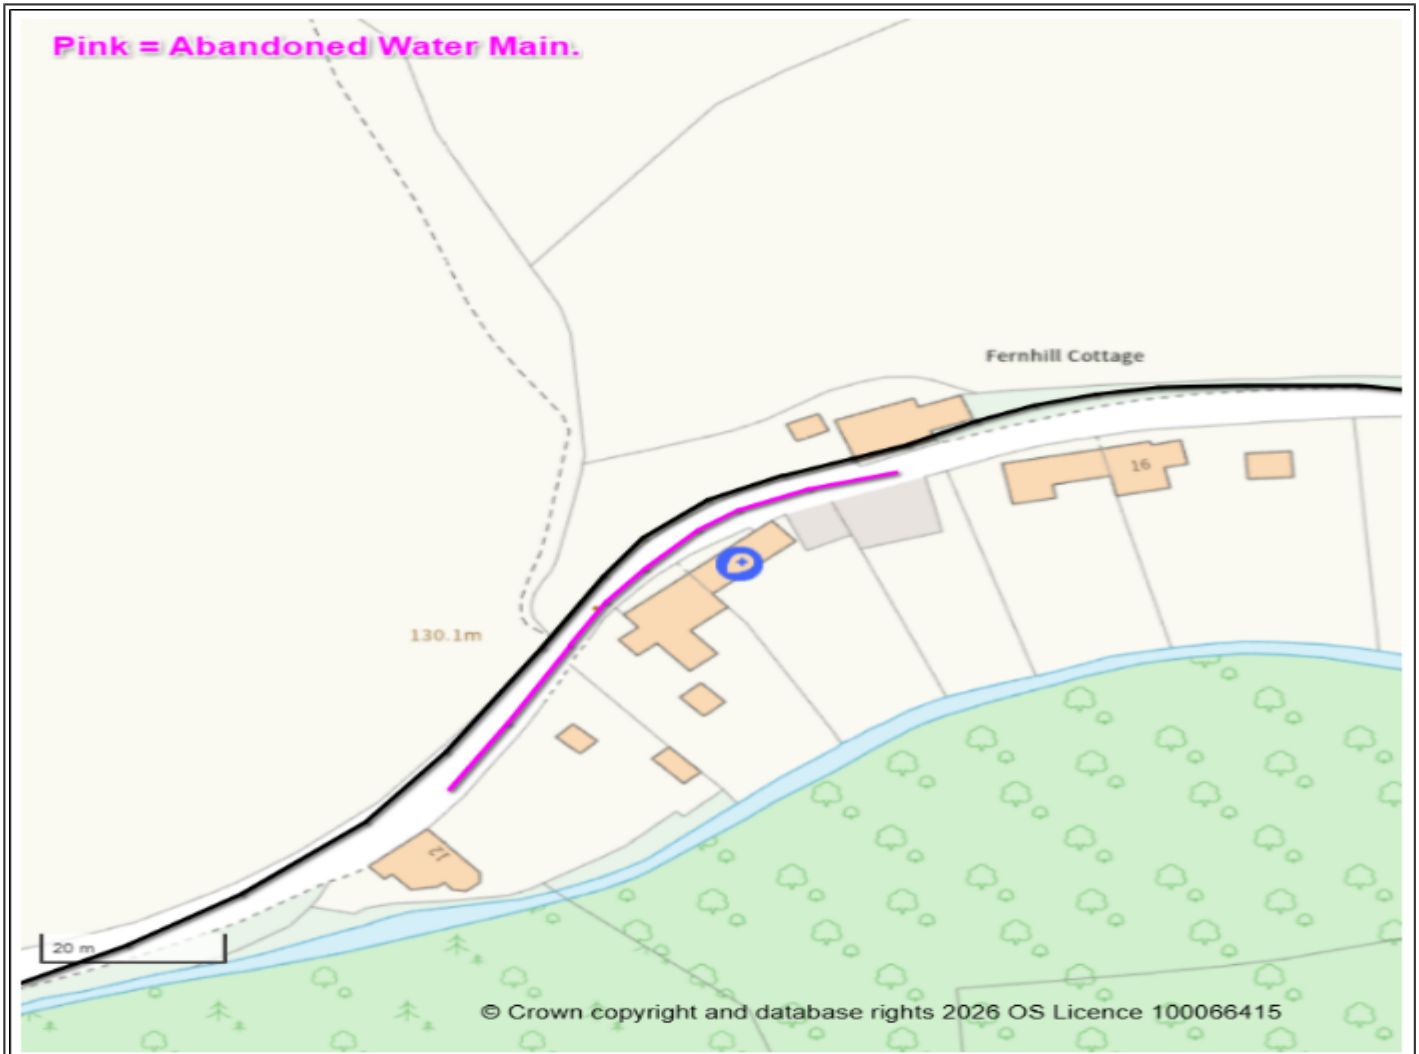 Pink = Abandoned Water Main.
Fernhill Cottage
16
130.1m
12
20 m
© Crown copyright and database rights 2026 OS Licence 100066415